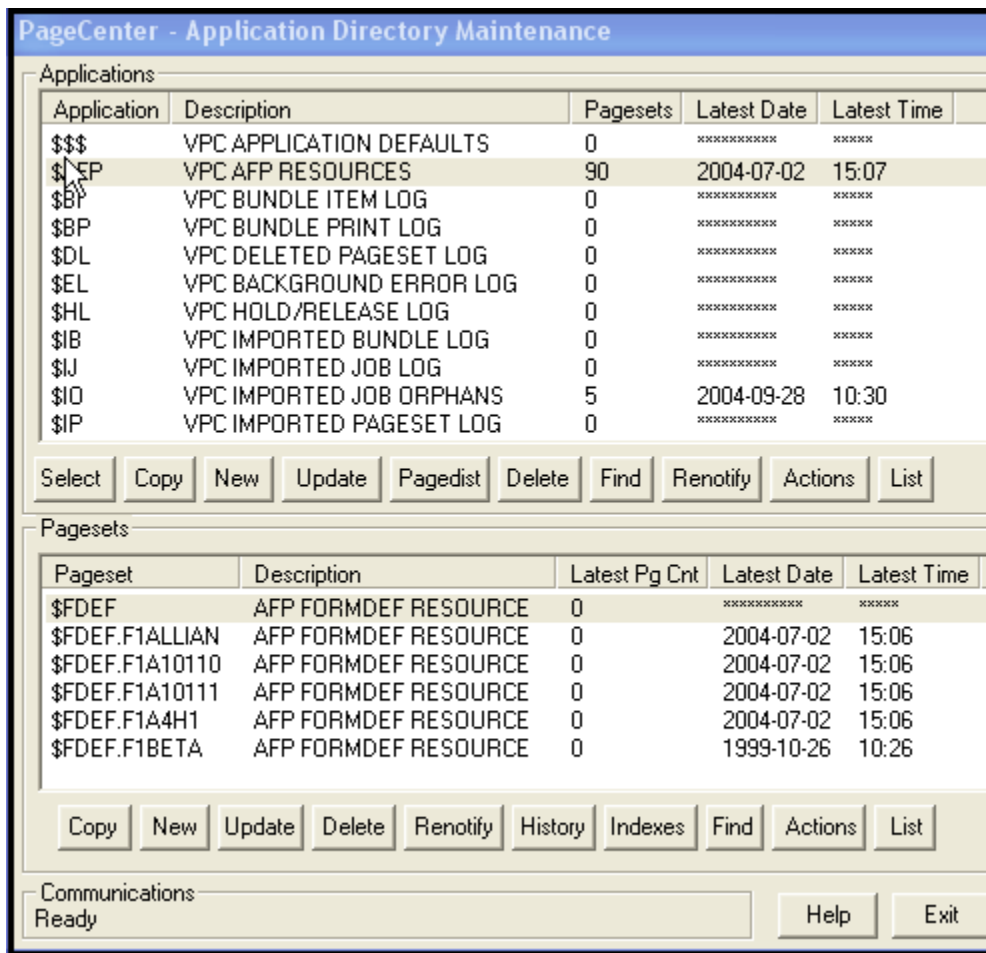 PageCenter - Application Directory Maintenance
Applications
Application Description Pagesets Latest Date Latest Time
$$$ VPC APPLICATION DEFAULTS 0 ********** *****
VPC AFP RESOURCES 90 2004-07-02 15:07
VPC BUNDLE ITEM LOG 0 ********** *****
$BP VPC BUNDLE PRINT LOG 0 ********** *****
$DL VPC DELETED PAGESET LOG 0 ********** *****
$EL VPC BACKGROUND ERROR LOG 0 ********** *****
$HL VPC HOLD/RELEASE LOG 0 ********** *****
$IB VPC IMPORTED BUNDLE LOG 0 ********** *****
$IJ VPC IMPORTED JOB LOG 0 ********** *****
$IO VPC IMPORTED JOB ORPHANS 5 2004-09-28 10:30
$IP VPC IMPORTED PAGESET LOG 0 ********** *****
Select Copy New Update Pagedist Delete Find Renotify Actions List
Pagesets
Pageset Description Latest Pg Cnt Latest Date Latest Time
$FDEF AFP FORMDEF RESOURCE 0 ********** *****
$FDEF.F1ALLIAN AFP FORMDEF RESOURCE 0 2004-07-02 15:06
$FDEF.F1A10110 AFP FORMDEF RESOURCE 0 2004-07-02 15:06
$FDEF.F1A10111 AFP FORMDEF RESOURCE 0 2004-07-02 15:06
$FDEF.F1A4H1 AFP FORMDEF RESOURCE 0 2004-07-02 15:06
$FDEF.F1BETA AFP FORMDEF RESOURCE 0 1999-10-26 10:26
Copy New Update Delete Renotify History Indexes Find Actions List
Communications
Ready
Help Exit